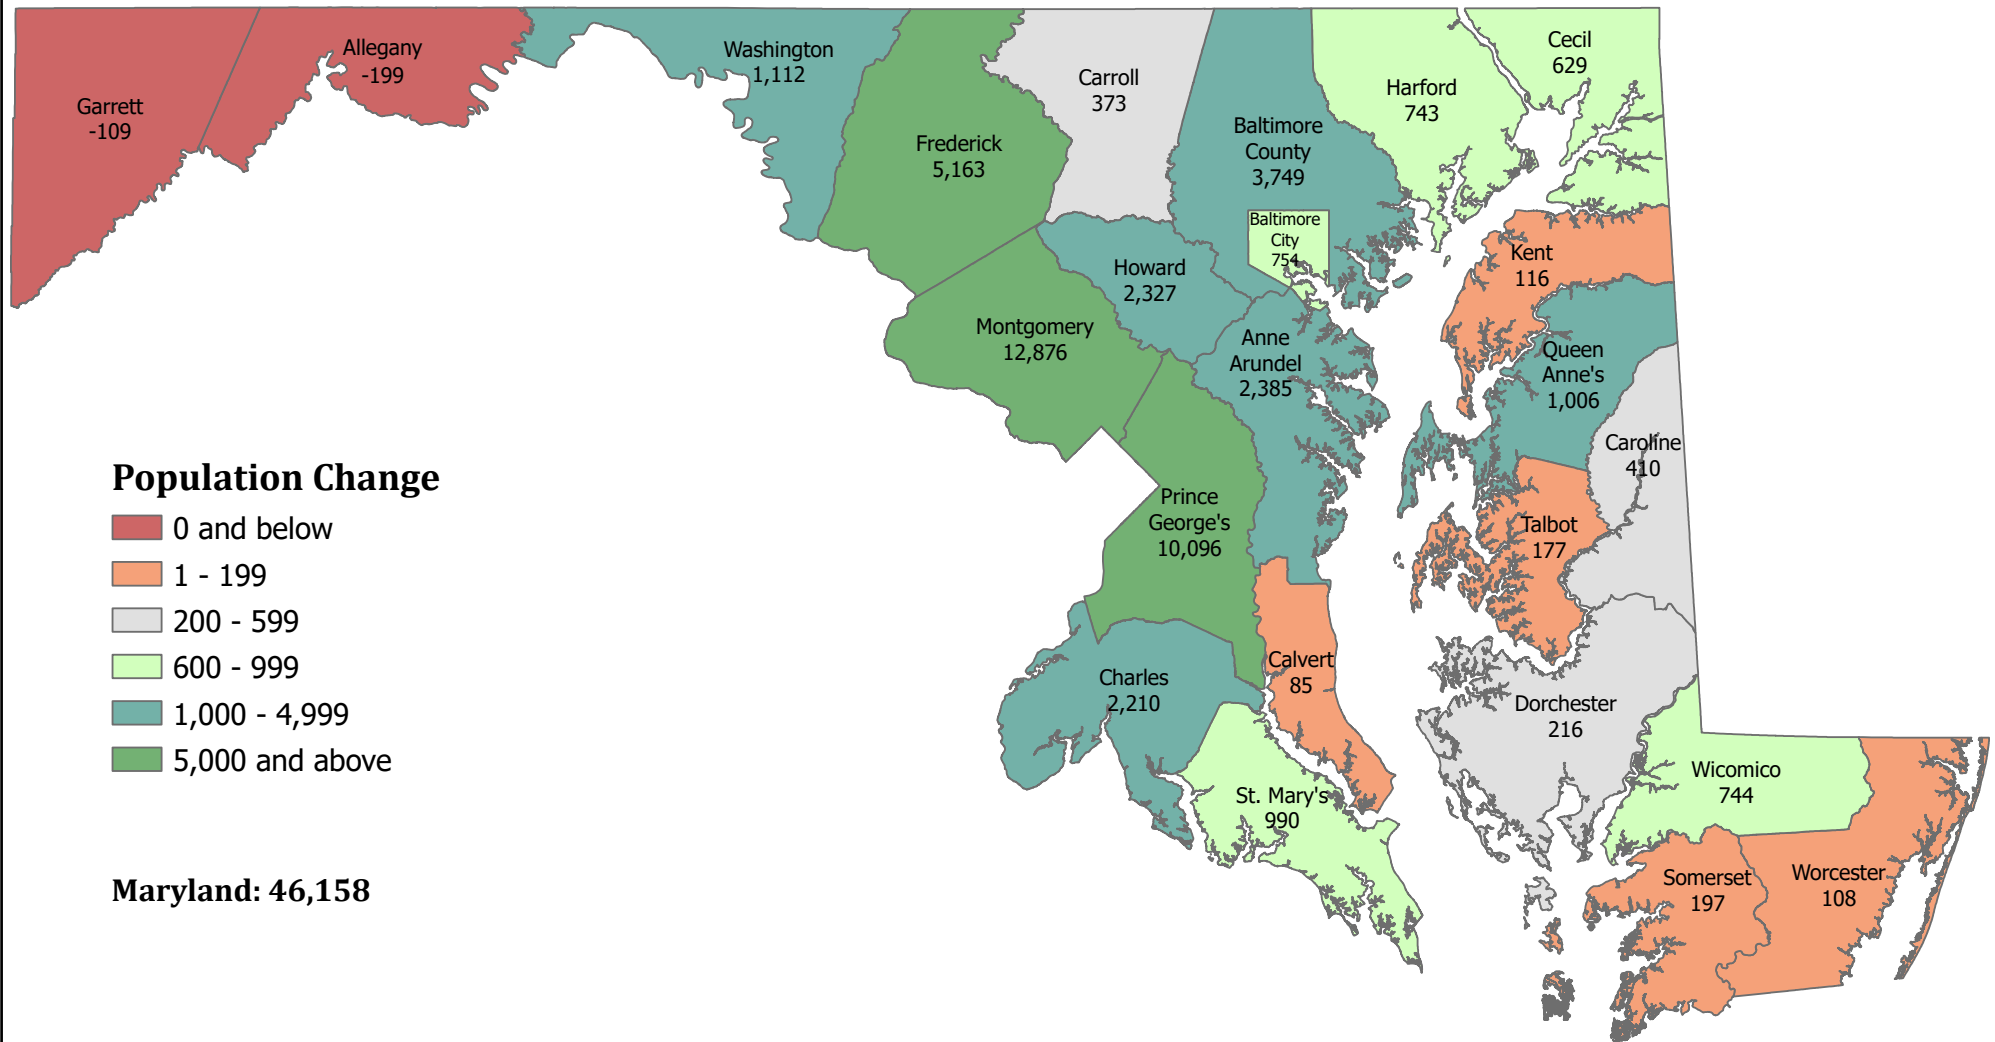 Garrett
-109
Allegany
-199
Washington
1,112
Frederick
5,163
Carroll
373
Baltimore
County
3,749
Baltimore
City
754
Harford
743
Cecil
629
Howard
2,327
Montgomery
12,876
Anne
Arundel
2,385
Kent
116
Queen
Anne's
1,006
Caroline
410
Talbot
177
Prince
George's
10,096
Calvert
85
Charles
2,210
St. Mary's
990
Dorchester
216
Wicomico
744
Somerset
197
Worcester
108
Population Change
0 and below
1 - 199
200 - 599
600 - 999
1,000 - 4,999
5,000 and above
Maryland: 46,158